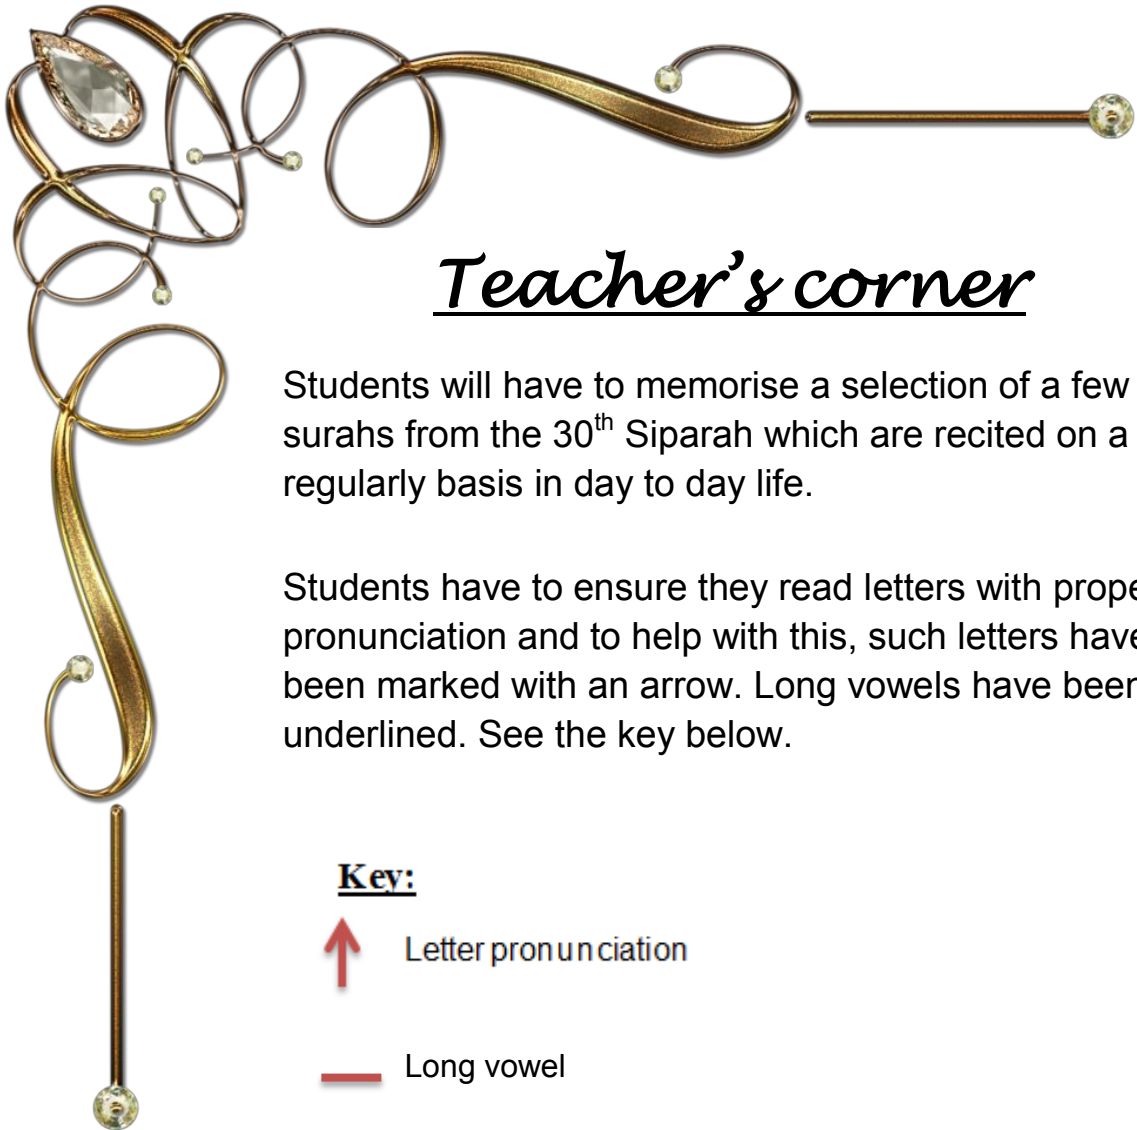 Teacher's corner
Students will have to memorise a selection of a few
surahs from the 30th Siparah which are recited on a
regularly basis in day to day life.
Students have to ensure they read letters with prope
pronunciation and to help with this, such letters have
been marked with an arrow. Long vowels have been
underlined. See the key below.
Key:
Letter pronunciation
Long vowel